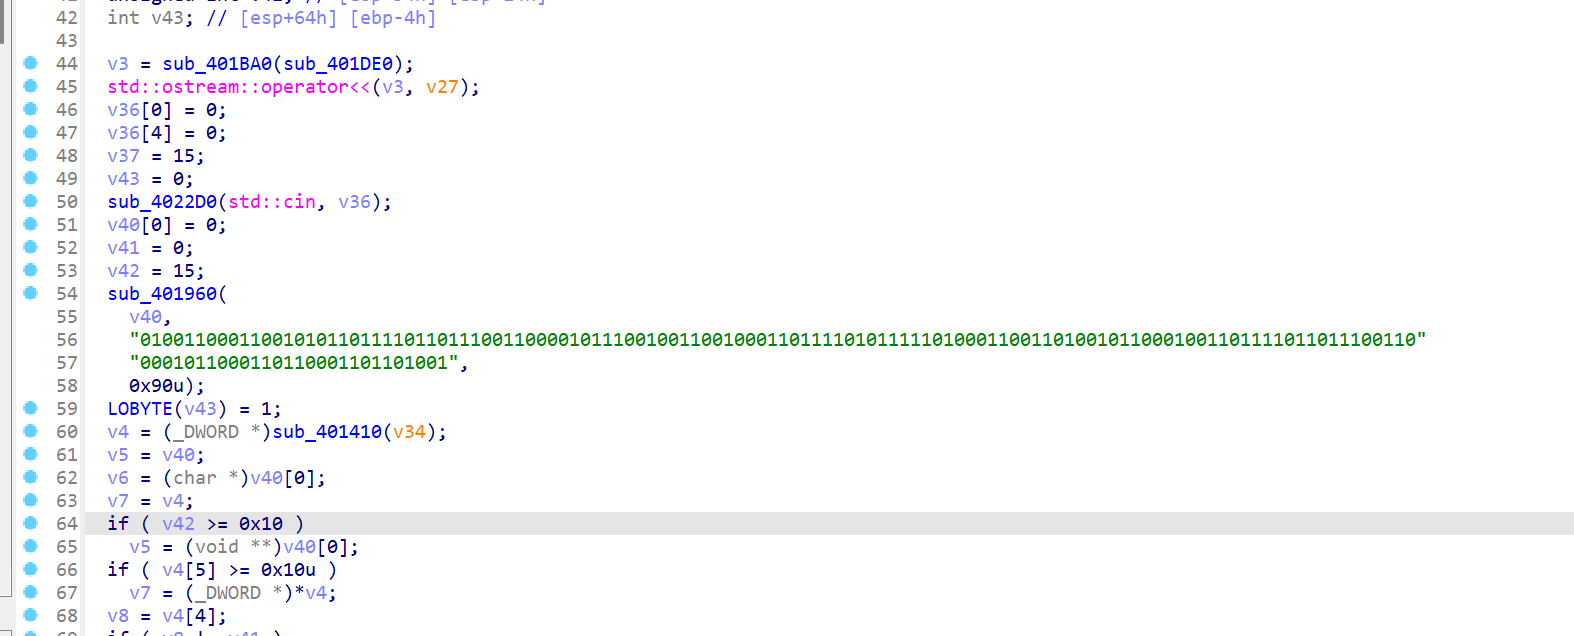 42 int v43; // [esp+64h] [ebp-4h]
43
44 v3 = sub_401BA0(sub_401DE0);
45 std::ostream::operator<<(v3, v27);
46 v36[0] = 0;
47 v36[4] = 0;
48 v37 = 15;
49 v43 = 0;
50 sub_4022D0(std::cin, v36);
51 v40[0] = 0;
52 v41 = 0;
53 v42 = 15;
54 sub_401960(
55 v40,
56 "01001100011001010110111101101110011000010111001001100100011011110101111101000110011010010110001001101111011011100110"
57 "0001011000110110001101101001",
58 0x90u);
59 LOBYTE(v43) = 1;
60 v4 = (_DWORD *)sub_401410(v34);
61 v5 = v40;
62 v6 = (char *)v40[0];
63 v7 = v4;
64 if ( v42 >= 0x10 )
65 v5 = (void **)v40[0];
66 if ( v4[5] >= 0x10u )
67 v7 = (_DWORD *)*v4;
68 v8 = v4[4];